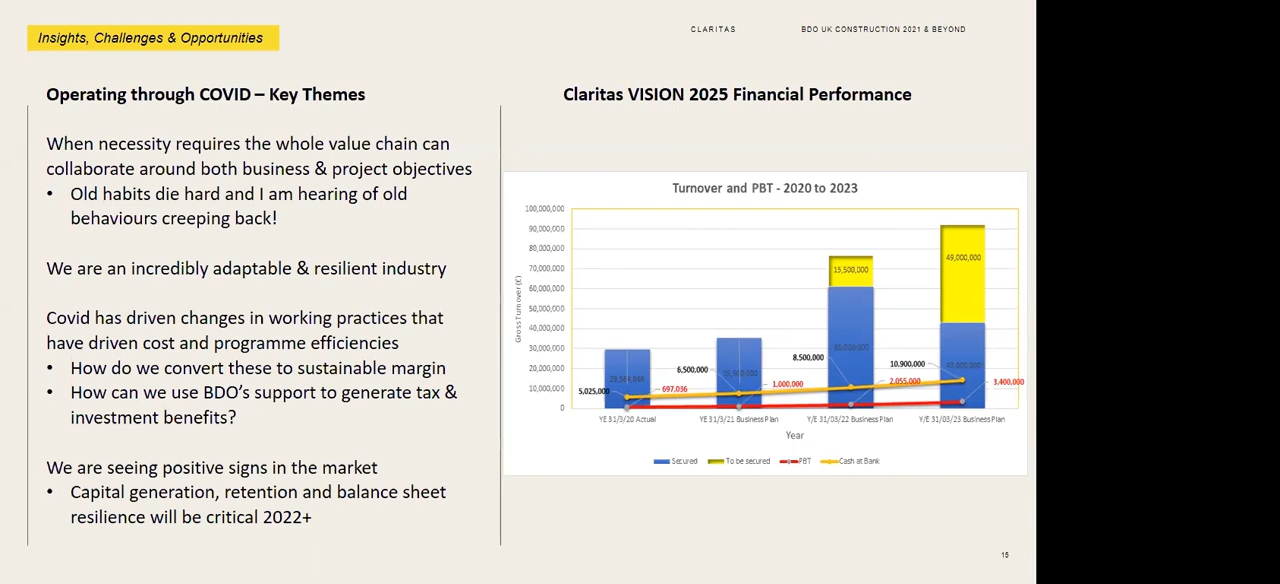 Insights, Challenges & Opportunities
CLARITAS
BDO UK CONSTRUCTION 2021 & BEYOND
Operating through COVID – Key Themes
When necessity requires the whole value chain can
collaborate around both business & project objectives
• Old habits die hard and I am hearing of old
behaviours creeping back!
We are an incredibly adaptable & resilient industry
Covid has driven changes in working practices that
have driven cost and programme efficiencies
• How do we convert these to sustainable margin
• How can we use BDO's support to generate tax &
investment benefits?
We are seeing positive signs in the market
• Capital generation, retention and balance sheet
resilience will be critical 2022+
Claritas VISION 2025 Financial Performance
Turnover and PBT - 2020 to 2023
Gross Turnover (£)
100,000,000
90,000,000
80,000,000
70,000,000
60,000,000
50,000,000
40,000,000
30,000,000
20,000,000
10,000,000
0
15,500,000
49,000,000
5,025,000
697,036
6,500,000
1,000,000
8,500,000
2,055,000
10,900,000
3,400,000
YE 31/3/20 Actual
YE 31/3/21 Business Plan
Y/E 31/03/22 Business Plan
Y/E 31/03/23 Business Plan
Year
Secured
To be secured
PBT
Cash at Bank
15